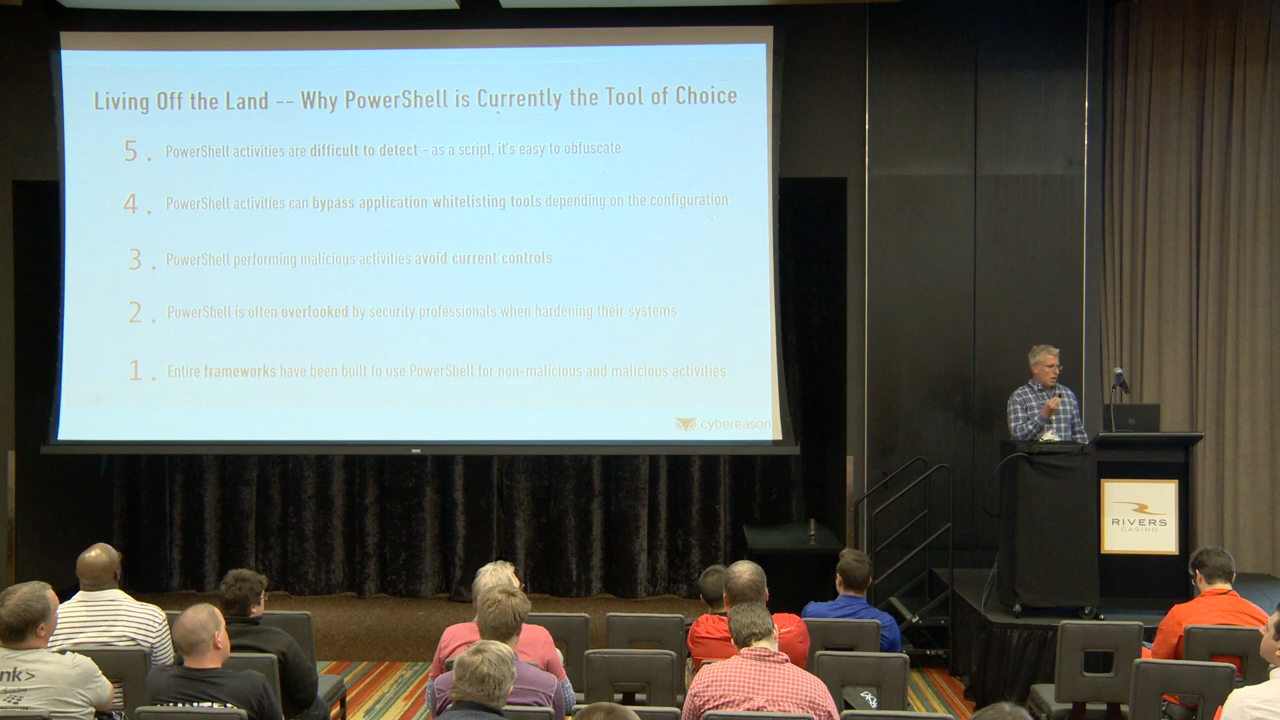 Living Off the Land -- Why PowerShell is Currently the Tool of Choice
5. PowerShell activities are difficult to detect - as a script, it's easy to obfuscate
4. PowerShell activities can bypass application whitelisting tools depending on the configuration
3. PowerShell performing malicious activities avoid current controls
2. PowerShell is often overlooked by security professionals when hardening their systems
1. Entire frameworks have been built to use PowerShell for non-malicious and malicious activities
cybereason
RIVERS
CASINO
nk>